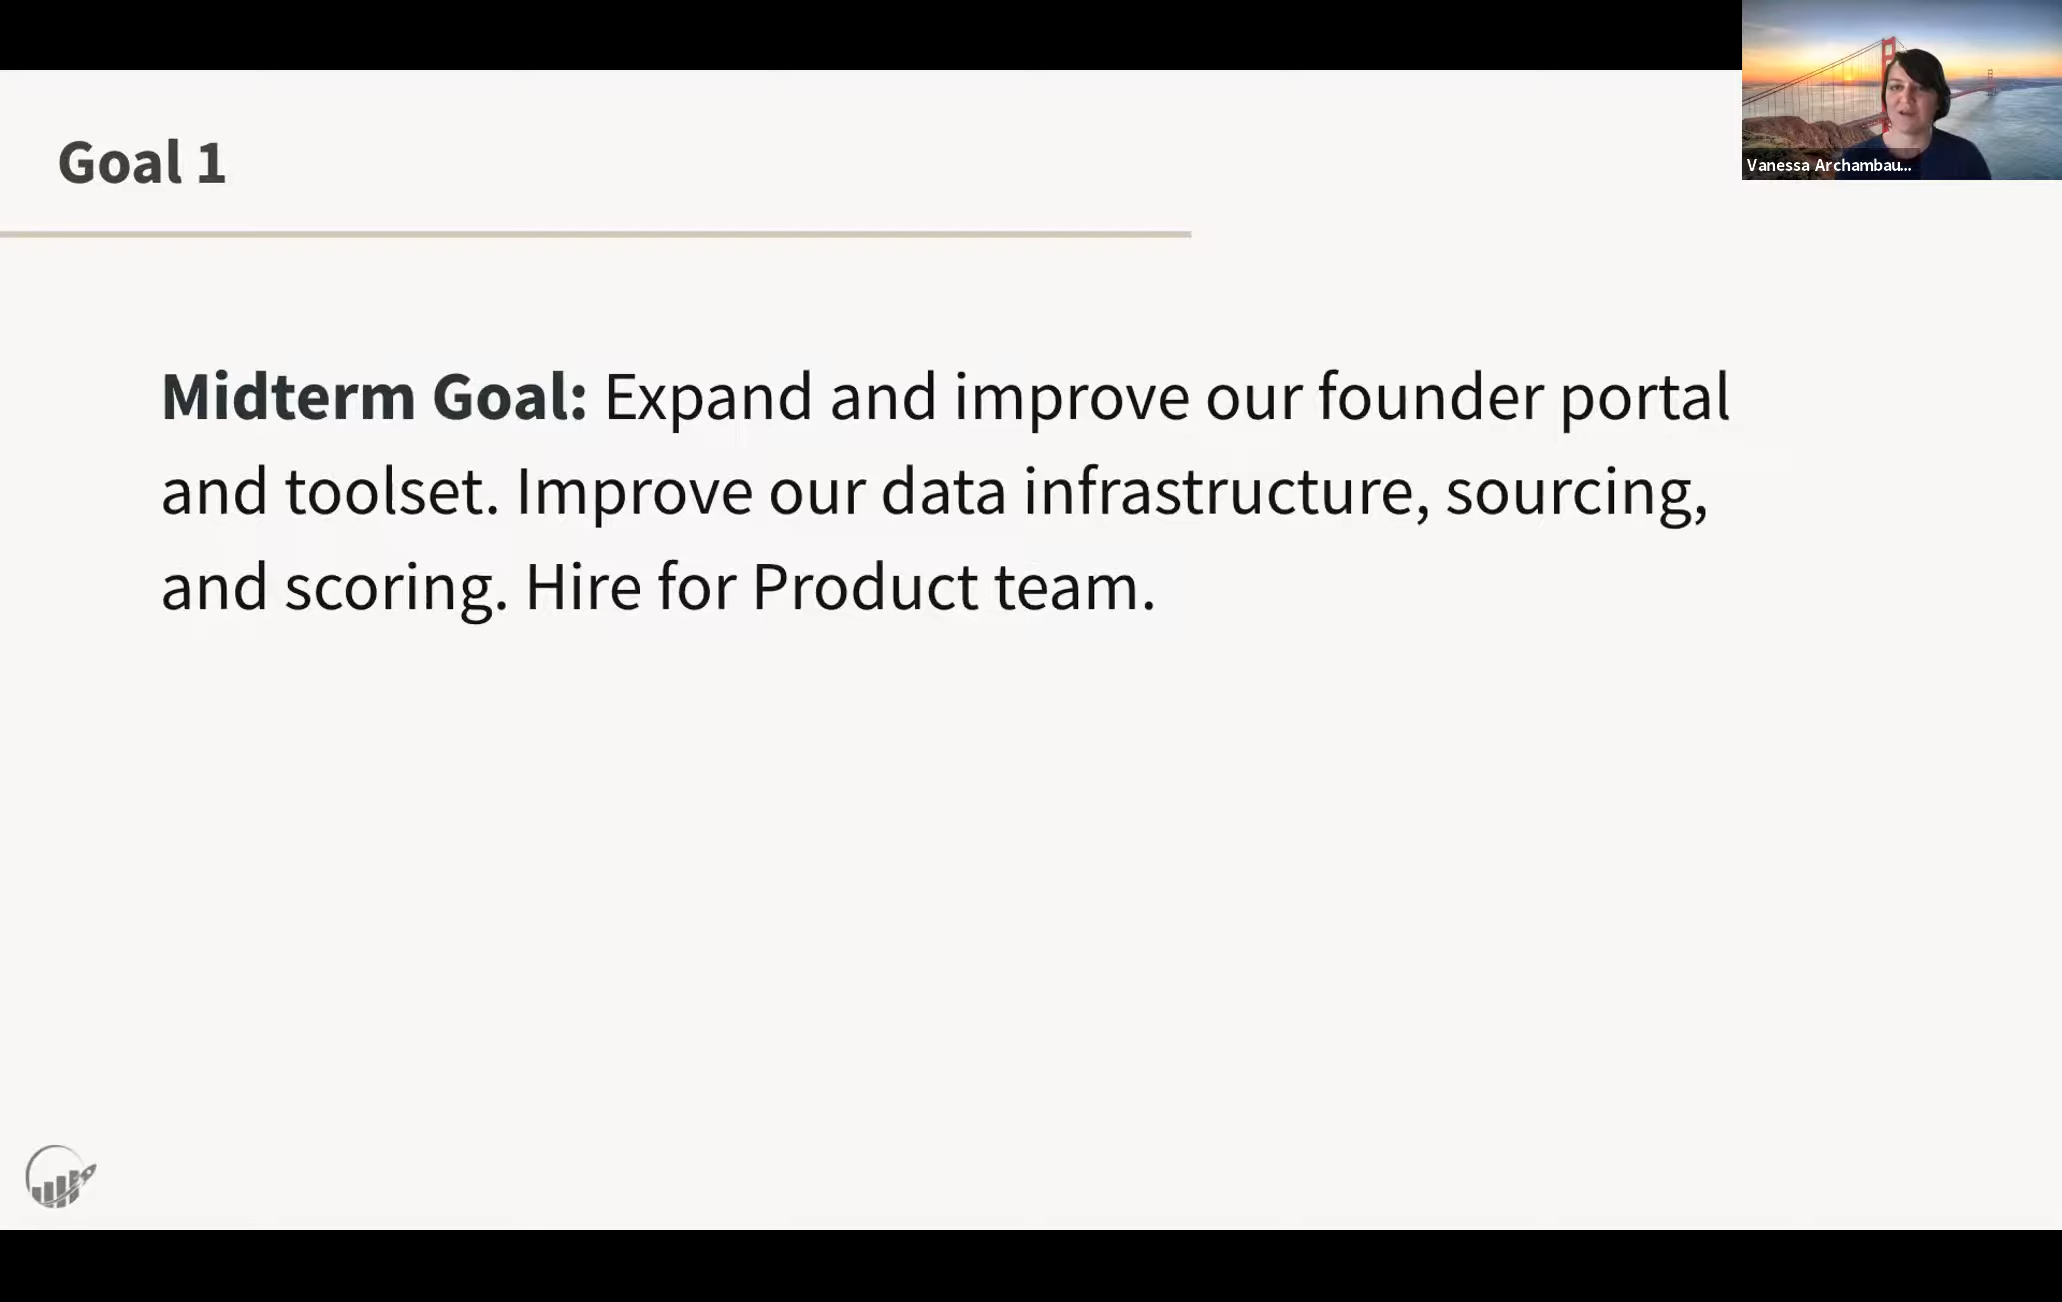 Goal 1
Vanessa Archambau...
Midterm Goal: Expand and improve our founder portal
and toolset. Improve our data infrastructure, sourcing,
and scoring. Hire for Product team.